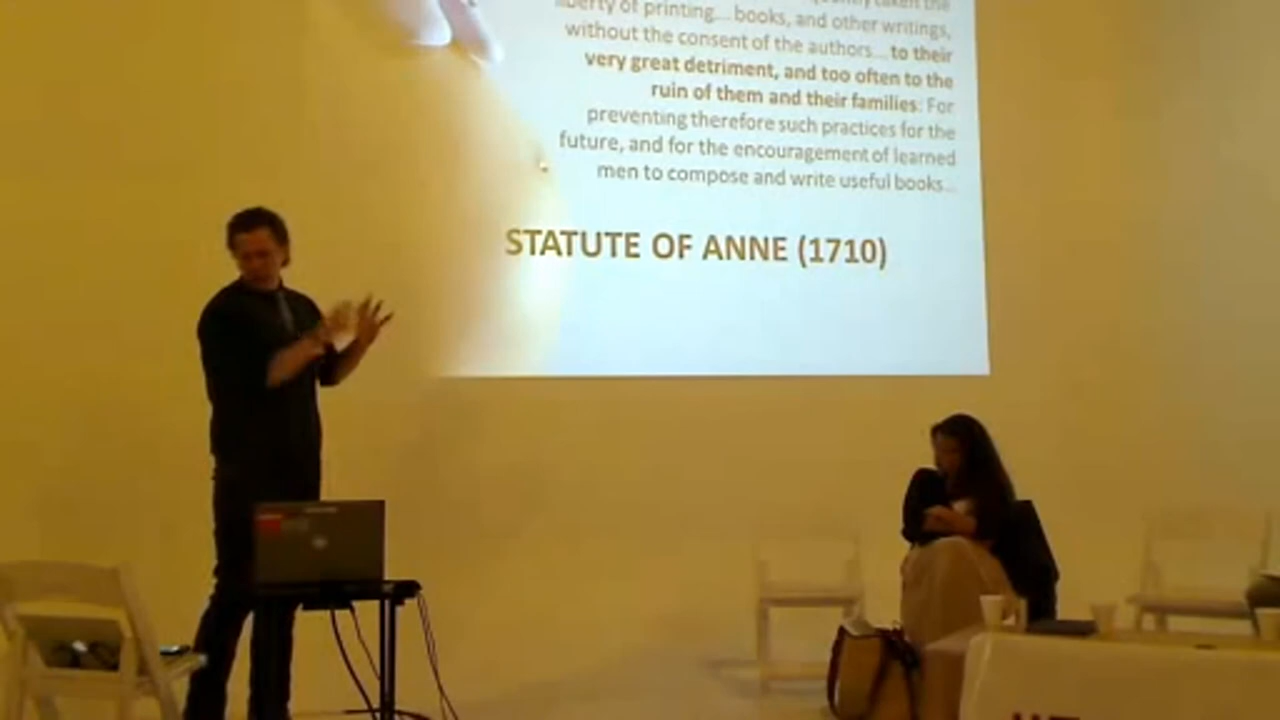 liberty of printing... books, and other writings,
without the consent of the authors... to their
very great detriment, and too often to the
ruin of them and their families: For
preventing therefore such practices for the
future, and for the encouragement of learned
men to compose and write useful books...
STATUTE OF ANNE (1710)